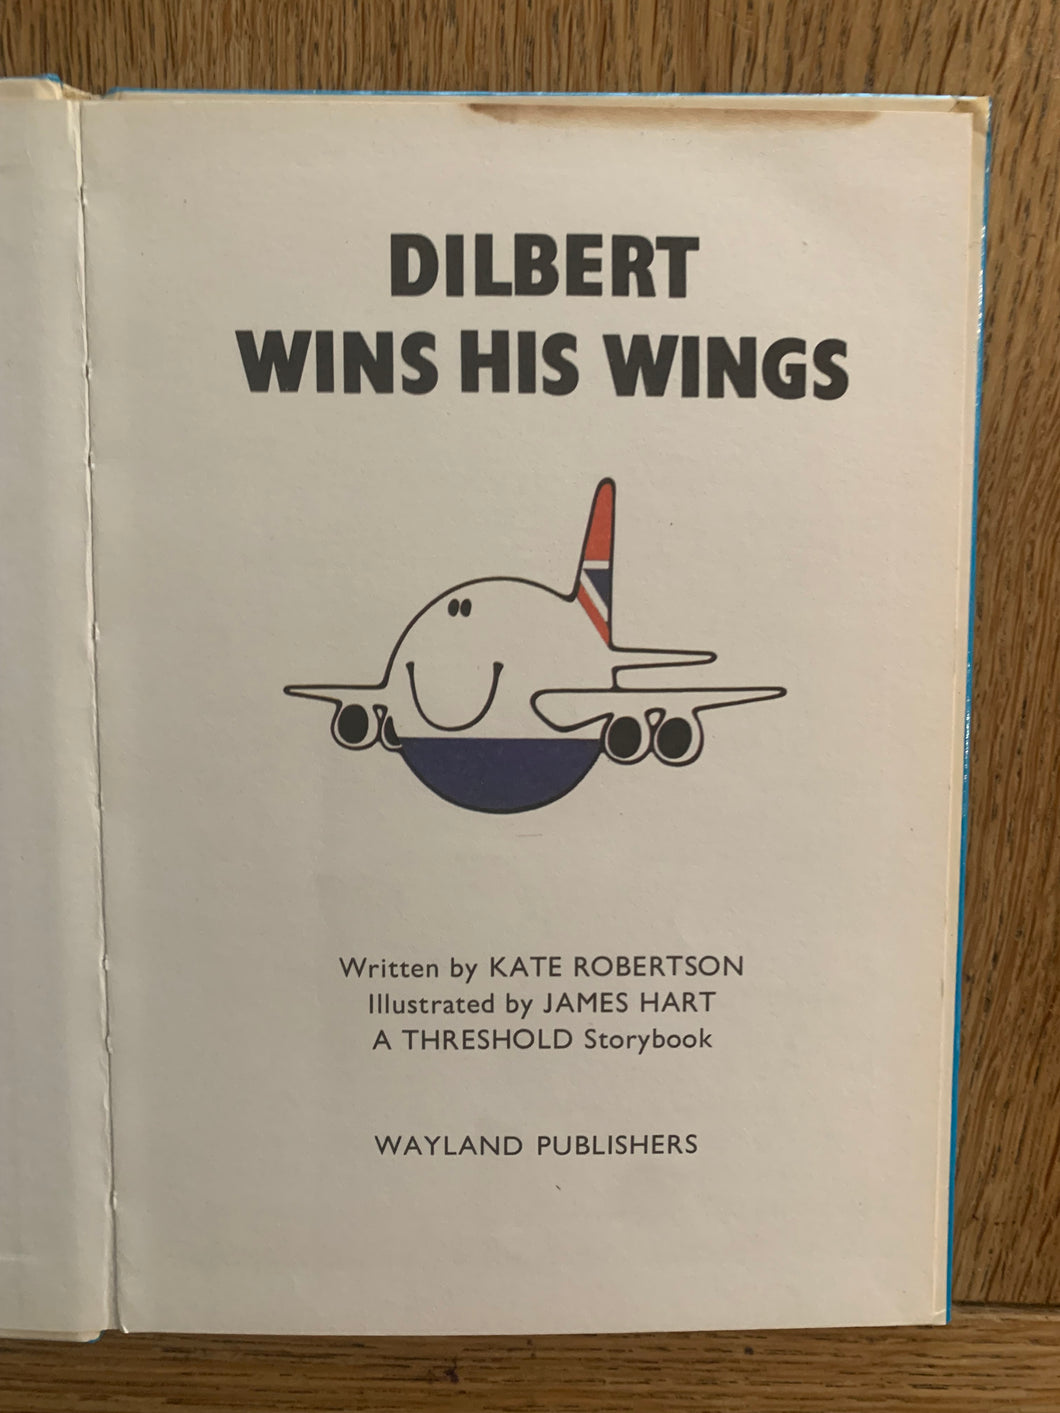 DILBERT
WINS HIS WINGS
Written by KATE ROBERTSON
Illustrated by JAMES HART
A THRESHOLD Storybook
WAYLAND PUBLISHERS